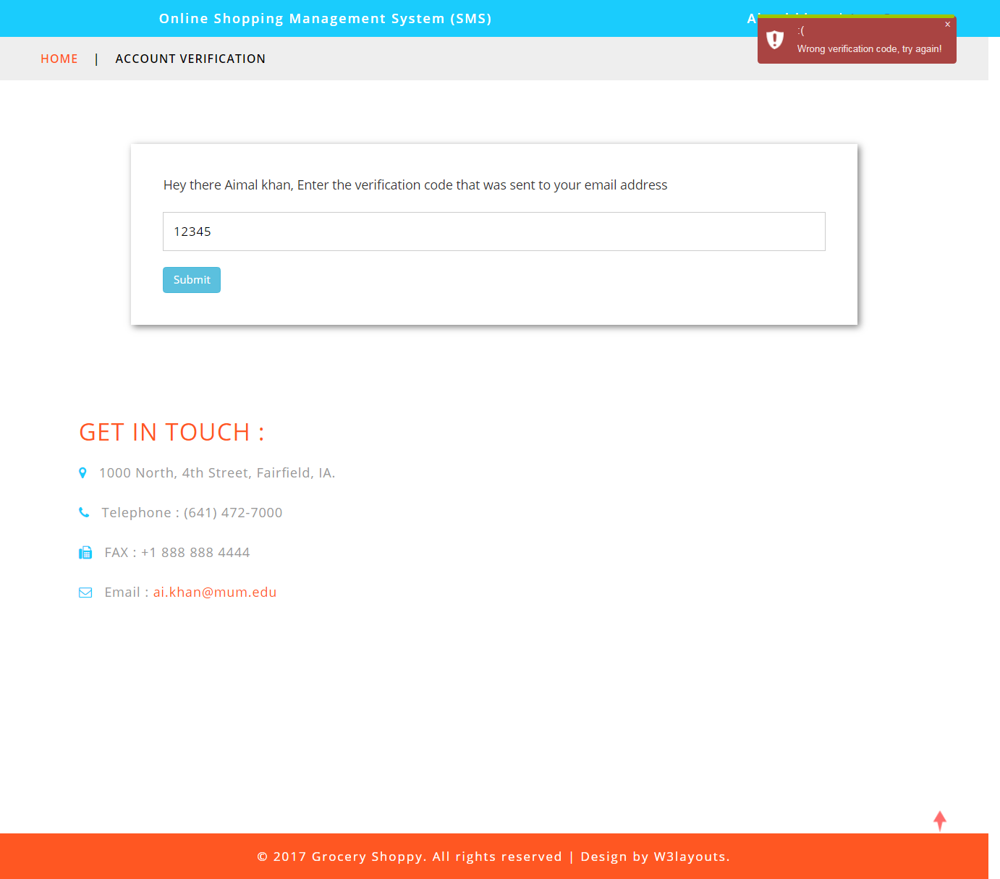 Online Shopping Management System (SMS)
:(
×
Wrong verification code, try again!
HOME | ACCOUNT VERIFICATION
Hey there Aimal khan, Enter the verification code that was sent to your email address
12345
Submit
GET IN TOUCH :
1000 North, 4th Street, Fairfield, IA.
Telephone : (641) 472-7000
FAX : +1 888 888 4444
Email : ai.khan@mum.edu
© 2017 Grocery Shoppy. All rights reserved | Design by W3layouts.